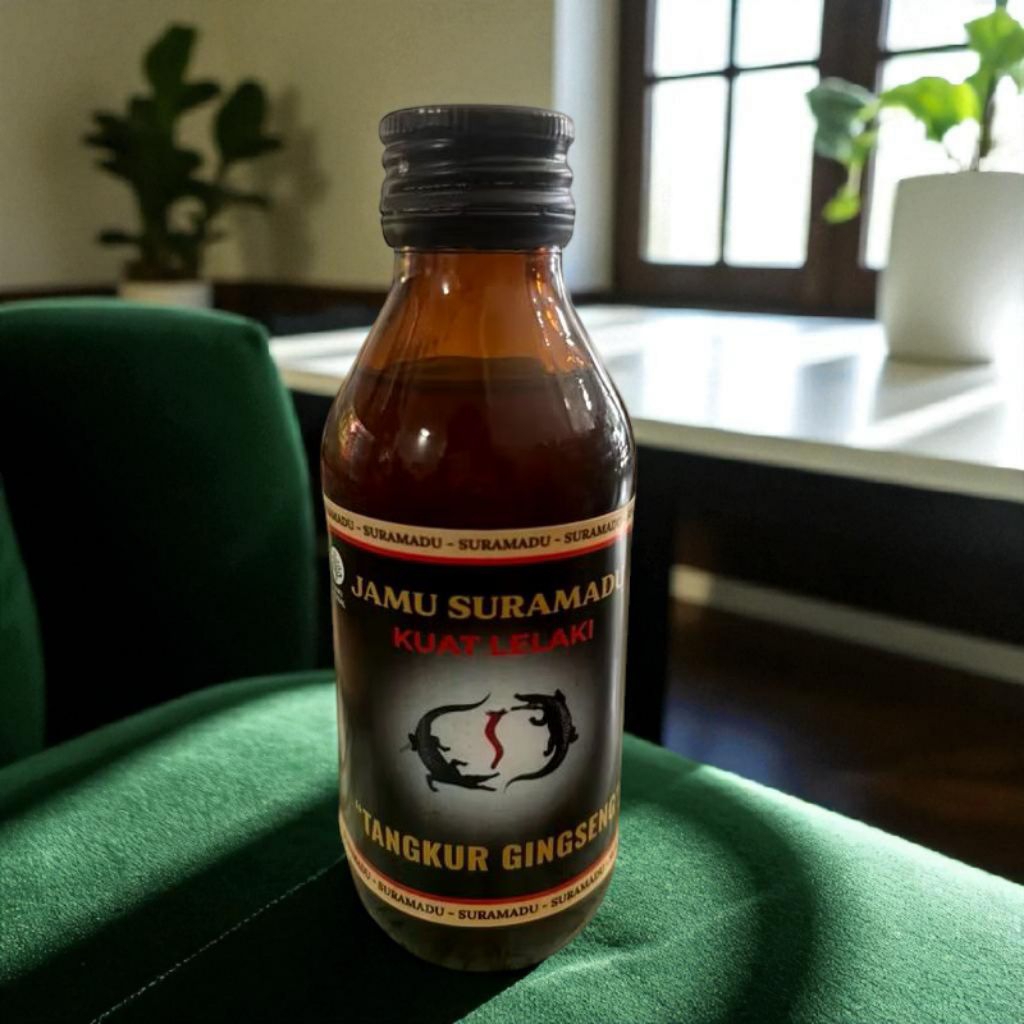 - SURAMADU - SURAMADU - SURAMADU
JAMU SURAMADU
KUAT LELAKI
"TANGKUR GINGSENG"
- SURAMADU - SURAMADU - SURAMADU